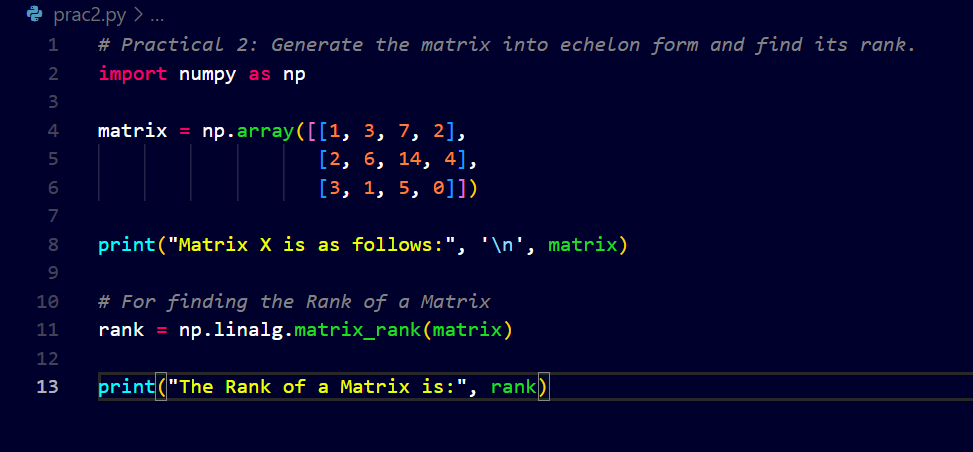 prac2.py > ...
1 # Practical 2: Generate the matrix into echelon form and find its rank.
2 import numpy as np
3
4 matrix = np.array([[1, 3, 7, 2],
5                    [2, 6, 14, 4],
6                    [3, 1, 5, 0]])
7
8 print("Matrix X is as follows:", '\n', matrix)
9
10 # For finding the Rank of a Matrix
11 rank = np.linalg.matrix_rank(matrix)
12
13 print("The Rank of a Matrix is:", rank)